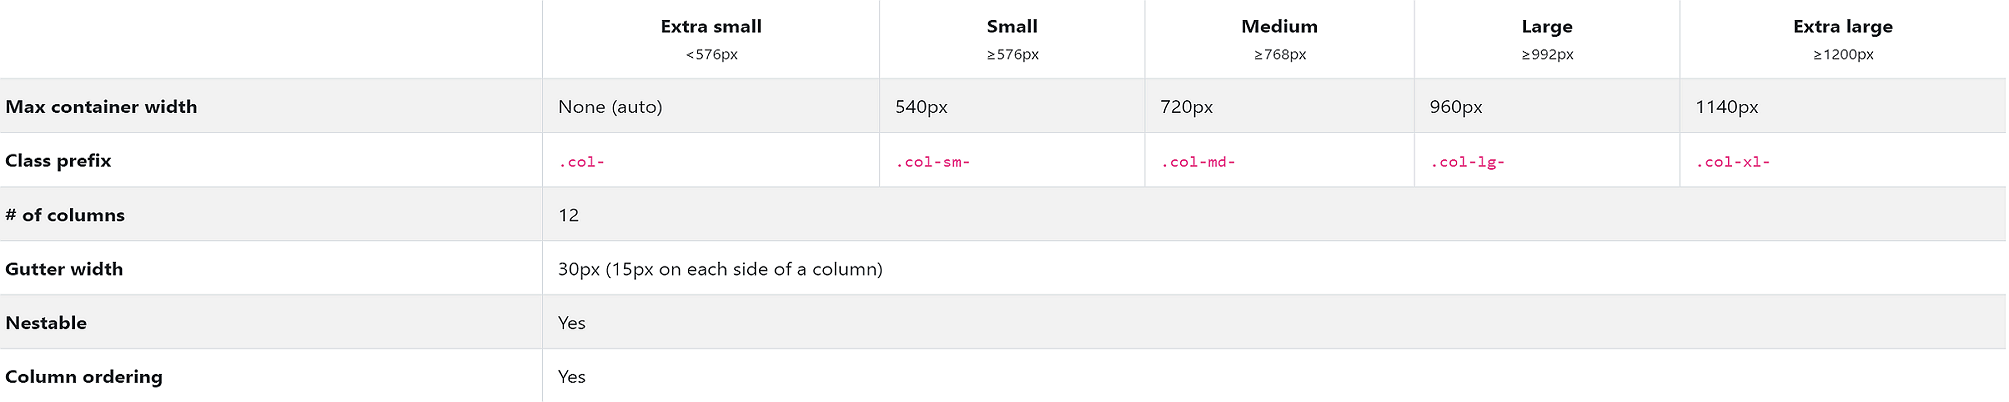 Extra small Small Medium Large Extra large
<576px ≥576px ≥768px ≥992px ≥1200px
Max container width None (auto) 540px 720px 960px 1140px
Class prefix .col- .col-sm- .col-md- .col-lg- .col-xl-
# of columns 12
Gutter width 30px (15px on each side of a column)
Nestable Yes
Column ordering Yes